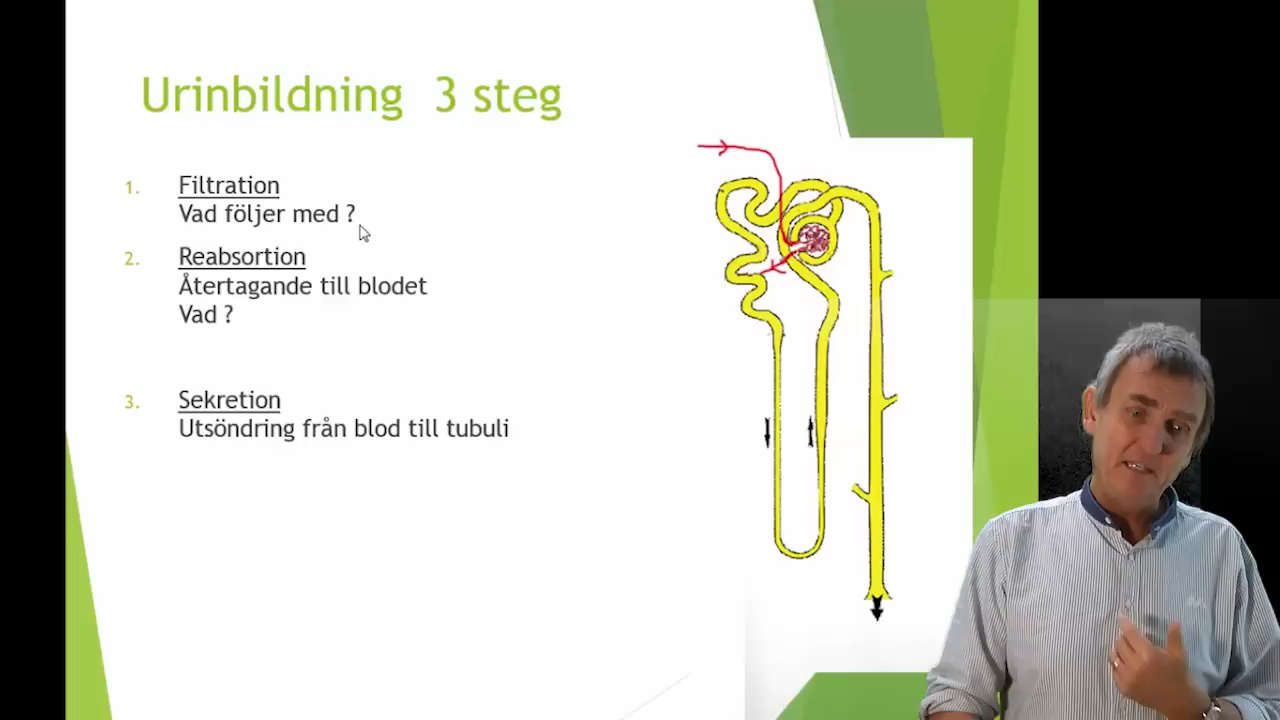 Urinbildning 3 steg
1. Filtration
Vad följer med ?
2. Reabsortion
Återtagande till blodet
Vad ?
3. Sekretion
Utsöndring från blod till tubuli